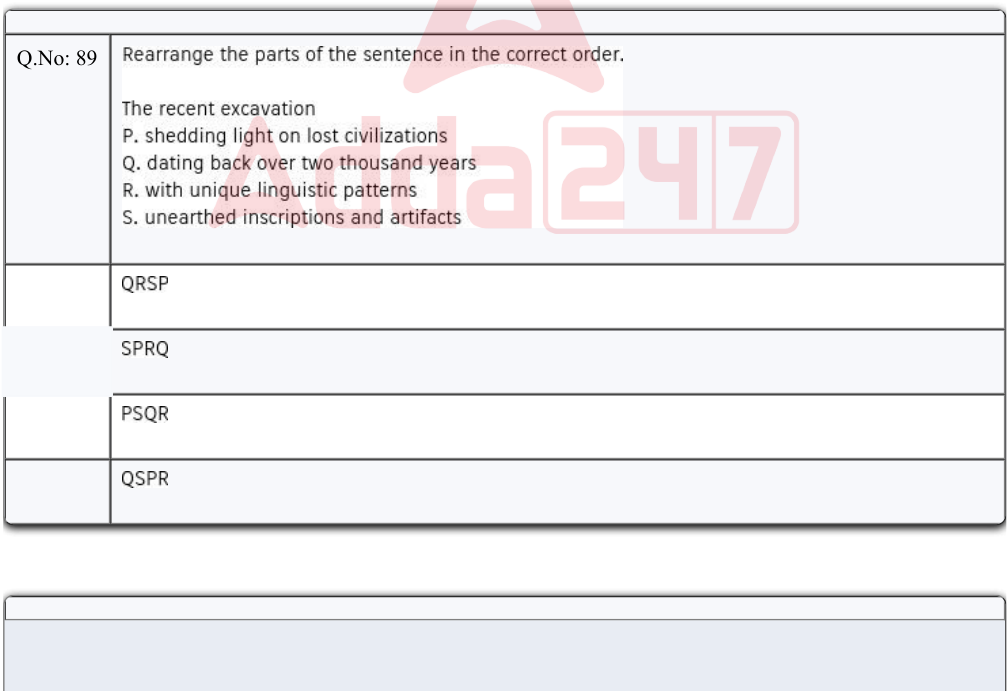 Q.No: 89
Rearrange the parts of the sentence in the correct order.
The recent excavation
P. shedding light on lost civilizations
Q. dating back over two thousand years
R. with unique linguistic patterns
S. unearthed inscriptions and artifacts
Adda247
QRSP
SPRQ
PSQR
QSPR